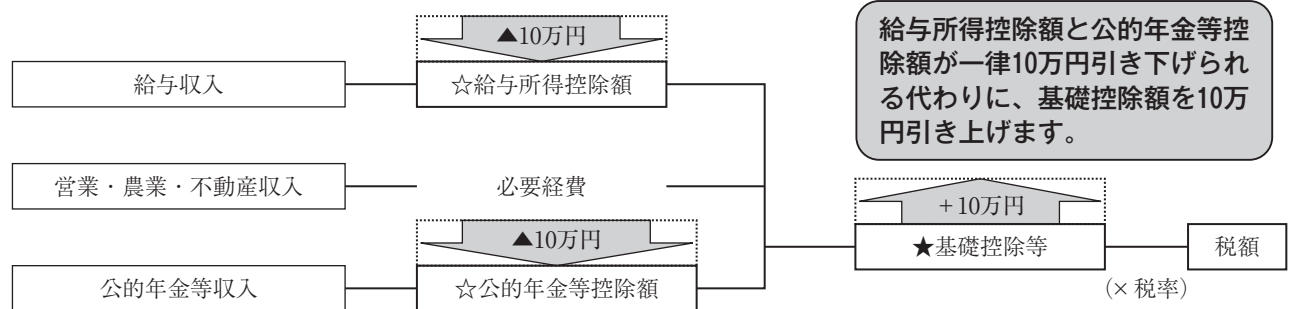 ▲10万円
給与収入
☆給与所得控除額
給与所得控除額と公的年金等控
除額が一律10万円引き下げられ
る代わりに、基礎控除額を10万
円引き上げます。
営業・農業・不動産収入
必要経費
+10万円
▲10万円
★基礎控除等
税額
公的年金等収入
☆公的年金等控除額
(×税率)